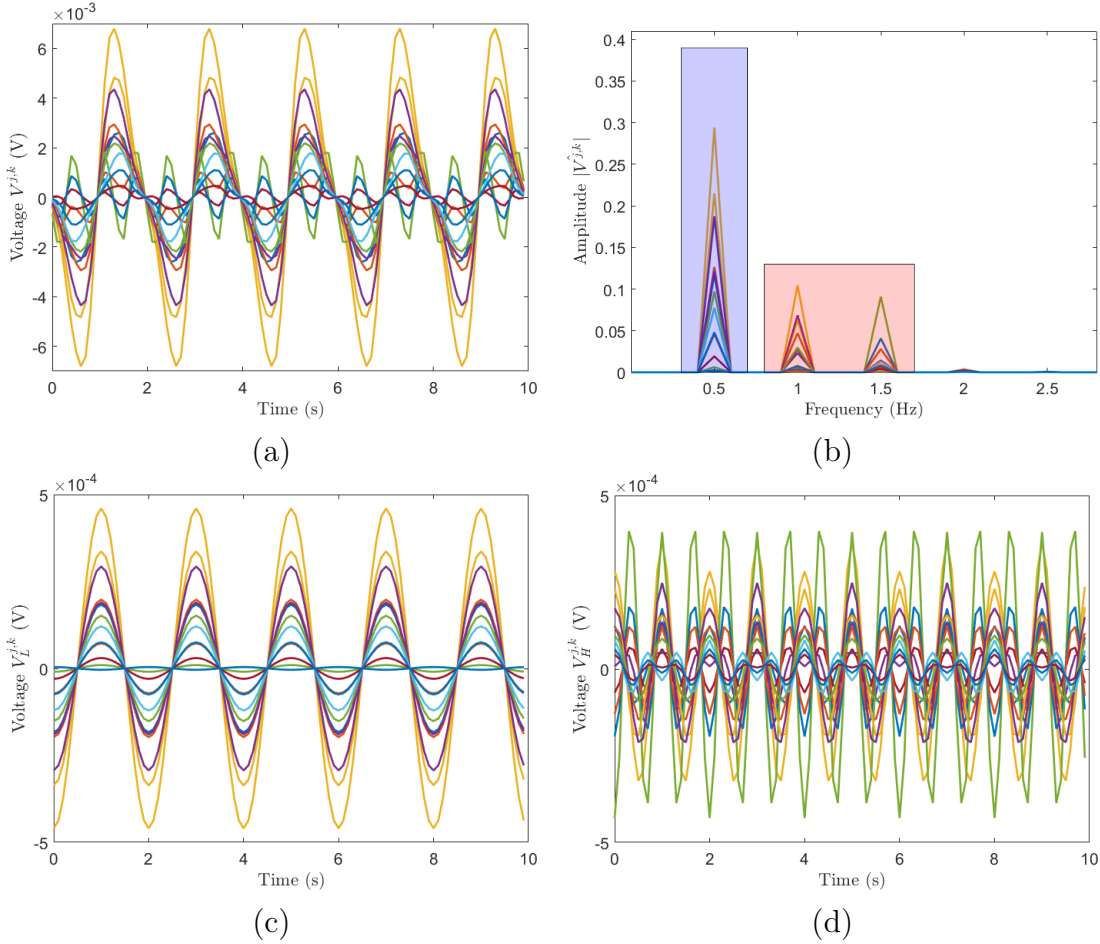 ×10⁻³
6
4
2
0
-2
-4
-6
0 2 4 6 8 10
Voltage V^{j,k} (V)
Time (s)
(a)
0.4
0.35
0.3
0.25
0.2
0.15
0.1
0.05
0
0.5 1 1.5 2 2.5
Amplitude |V̂^{j,k}|
Frequency (Hz)
(b)
5 ×10⁻⁴
0
-5
0 2 4 6 8 10
Voltage V_L^{j,k} (V)
Time (s)
(c)
5 ×10⁻⁴
0
-5
0 2 4 6 8 10
Voltage V_H^{j,k} (V)
Time (s)
(d)